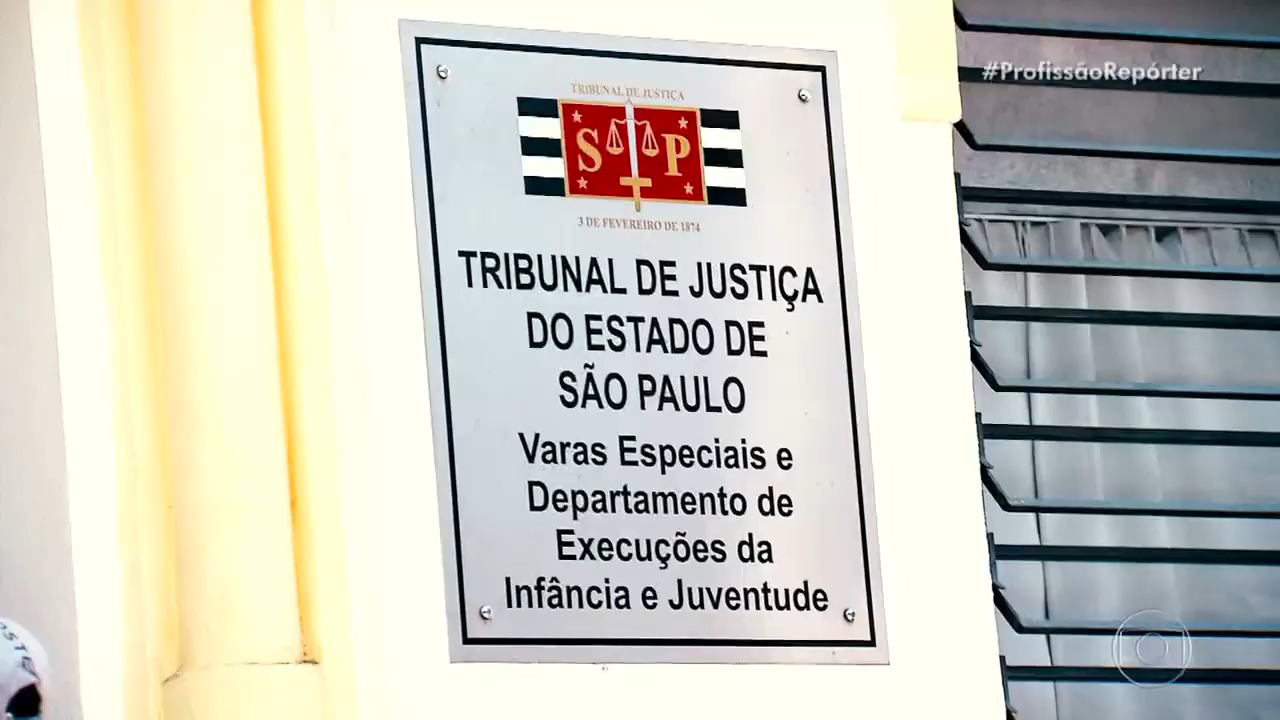 #ProfissãoRepórter
TRIBUNAL DE JUSTIÇA
S P
3 DE FEVEREIRO DE 1874
TRIBUNAL DE JUSTIÇA
DO ESTADO DE
SÃO PAULO
Varas Especiais e
Departamento de
Execuções da
Infância e Juventude